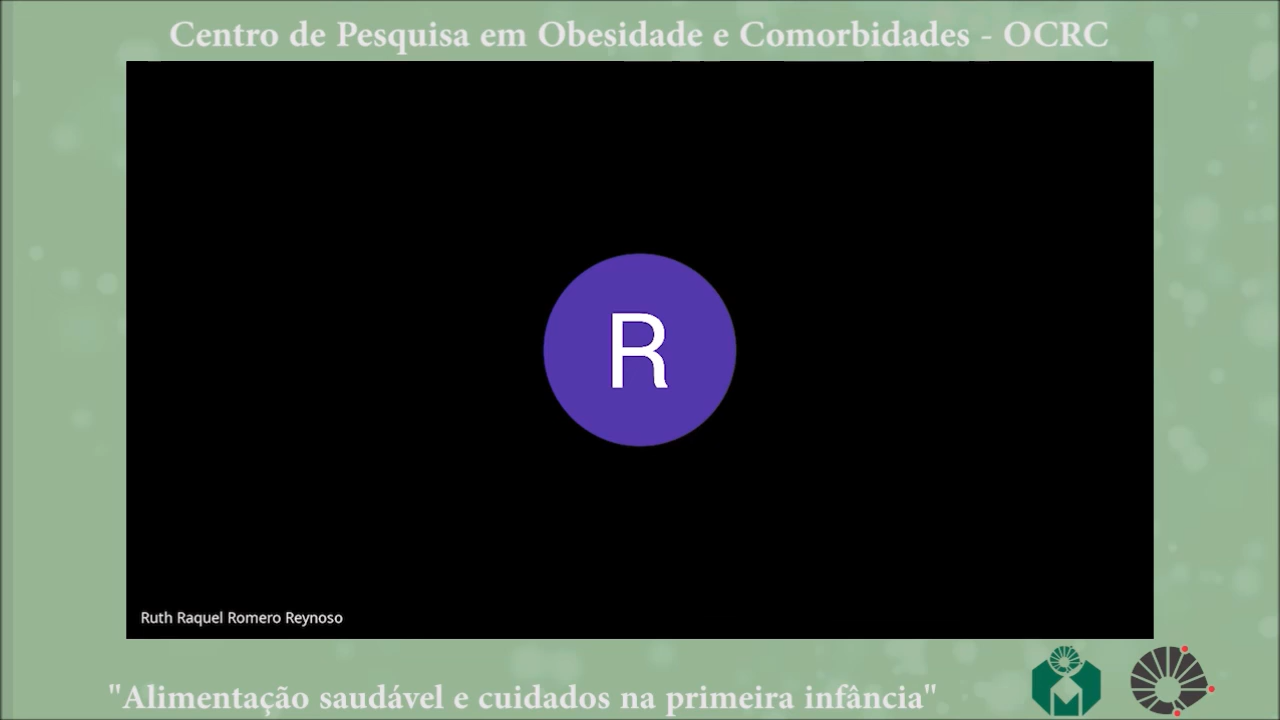 Centro de Pesquisa em Obesidade e Comorbidades - OCRC
R
Ruth Raquel Romero Reynoso
"Alimentação saudável e cuidados na primeira infância"